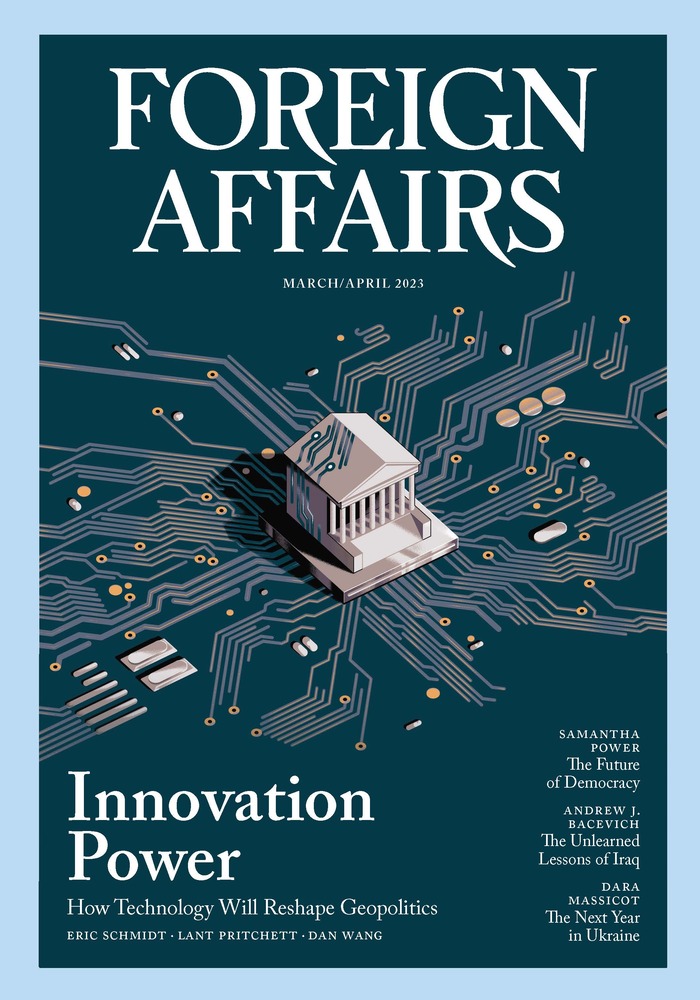 FOREIGN
AFFAIRS
MARCH/APRIL 2023
Innovation
Power
How Technology Will Reshape Geopolitics
ERIC SCHMIDT · LANT PRITCHETT · DAN WANG
SAMANTHA
POWER
The Future
of Democracy
ANDREW J.
BACEVICH
The Unlearned
Lessons of Iraq
DARA
MASSICOT
The Next Year
in Ukraine